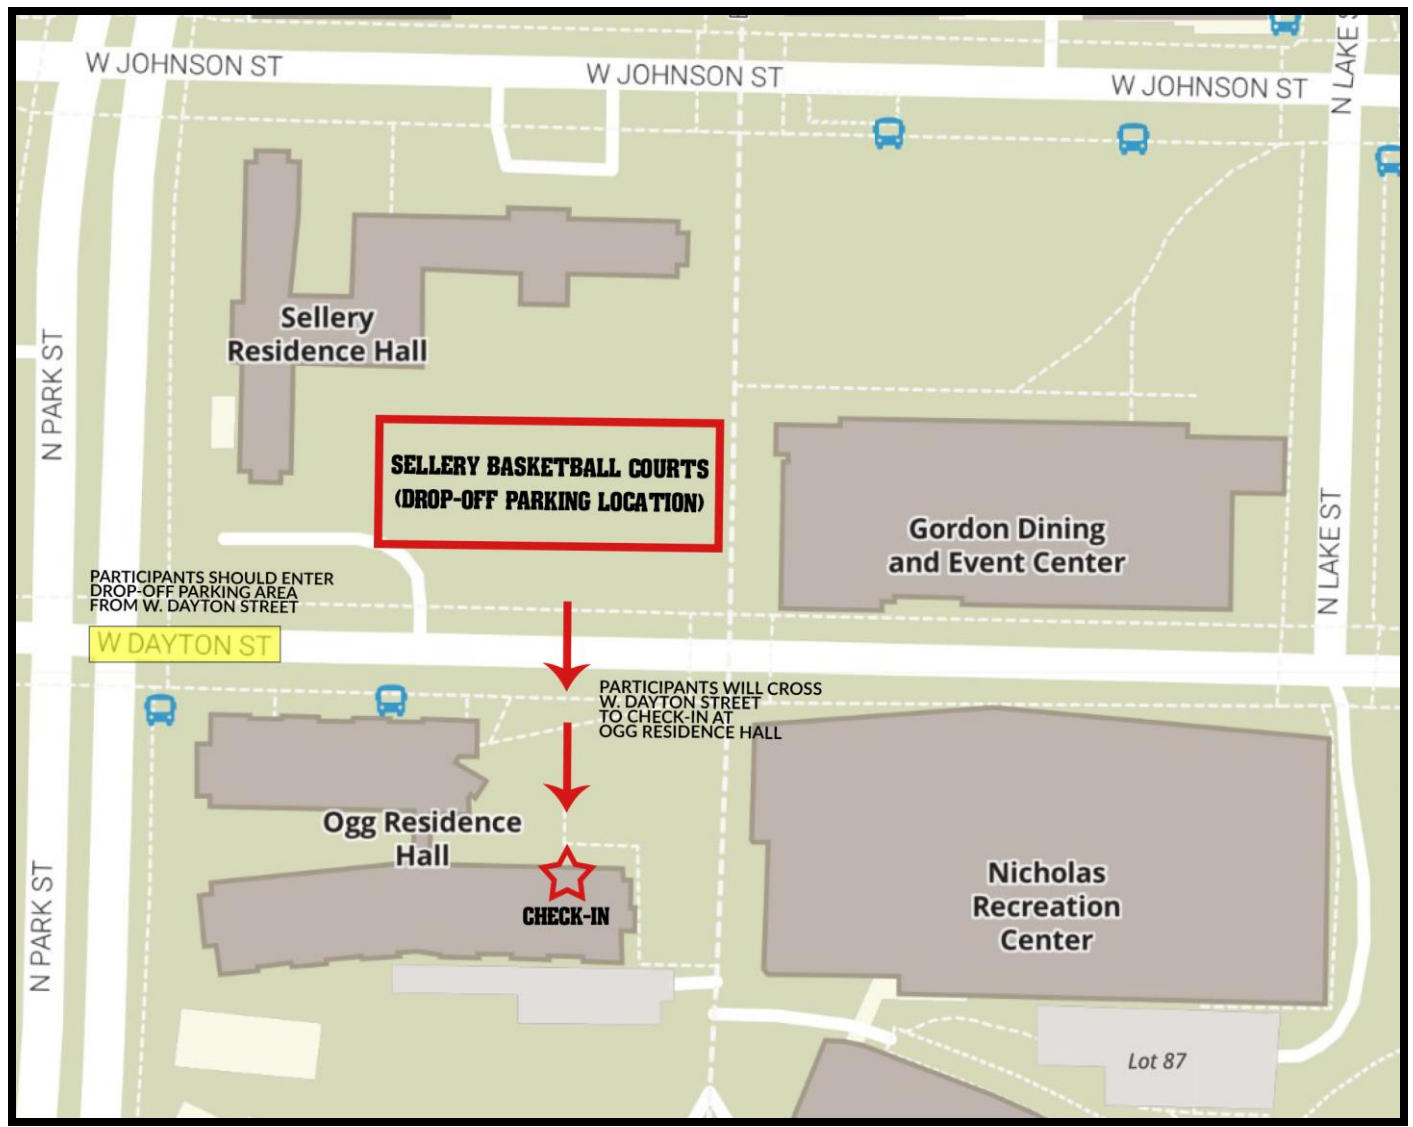 W JOHNSON ST
W JOHNSON ST
W JOHNSON ST
N LAKE S
Sellery
Residence Hall
N PARK ST
SELLERY BASKETBALL COURTS
(DROP-OFF PARKING LOCATION)
Gordon Dining
and Event Center
N LAKE ST
PARTICIPANTS SHOULD ENTER
DROP-OFF PARKING AREA
FROM W. DAYTON STREET
W DAYTON ST
PARTICIPANTS WILL CROSS
W. DAYTON STREET
TO CHECK-IN AT
OGG RESIDENCE HALL
Ogg Residence
Hall
CHECK-IN
Nicholas
Recreation
Center
N PARK ST
Lot 87